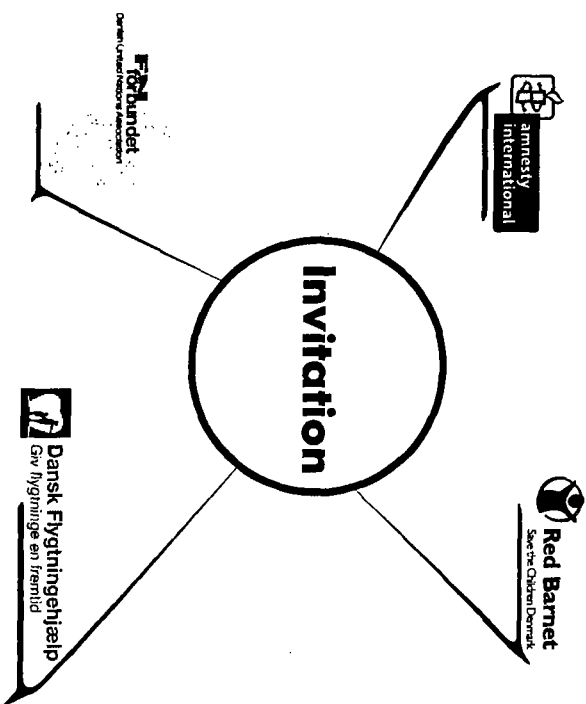 amnesty
international
Red Barnet
Save the Children Denmark
Invitation
FN
forbundet
Danish United Nations Association
Dansk Flygtningehjælp
Giv flygtninge en fremtid